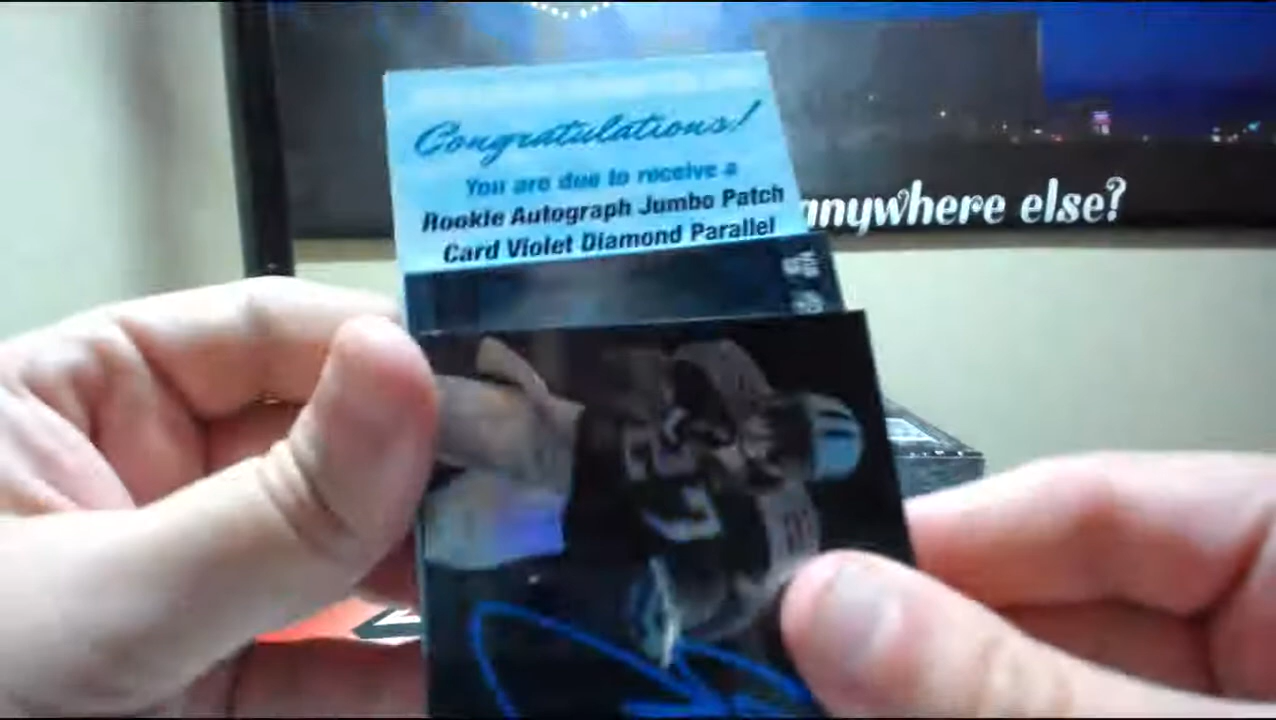 anywhere else?
Congratulations!
You are due to receive a
Rookie Autograph Jumbo Patch
Card Violet Diamond Parallel